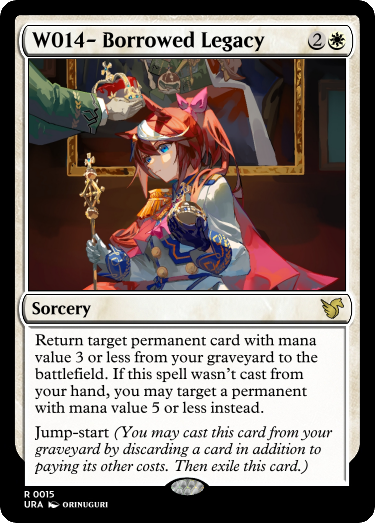 W014– Borrowed Legacy 2
Sorcery
Return target permanent card with mana
value 3 or less from your graveyard to the
battlefield. If this spell wasn't cast from
your hand, you may target a permanent
with mana value 5 or less instead.
Jump-start (You may cast this card from your
graveyard by discarding a card in addition to
paying its other costs. Then exile this card.)
R 0015
URA ORINUGURI